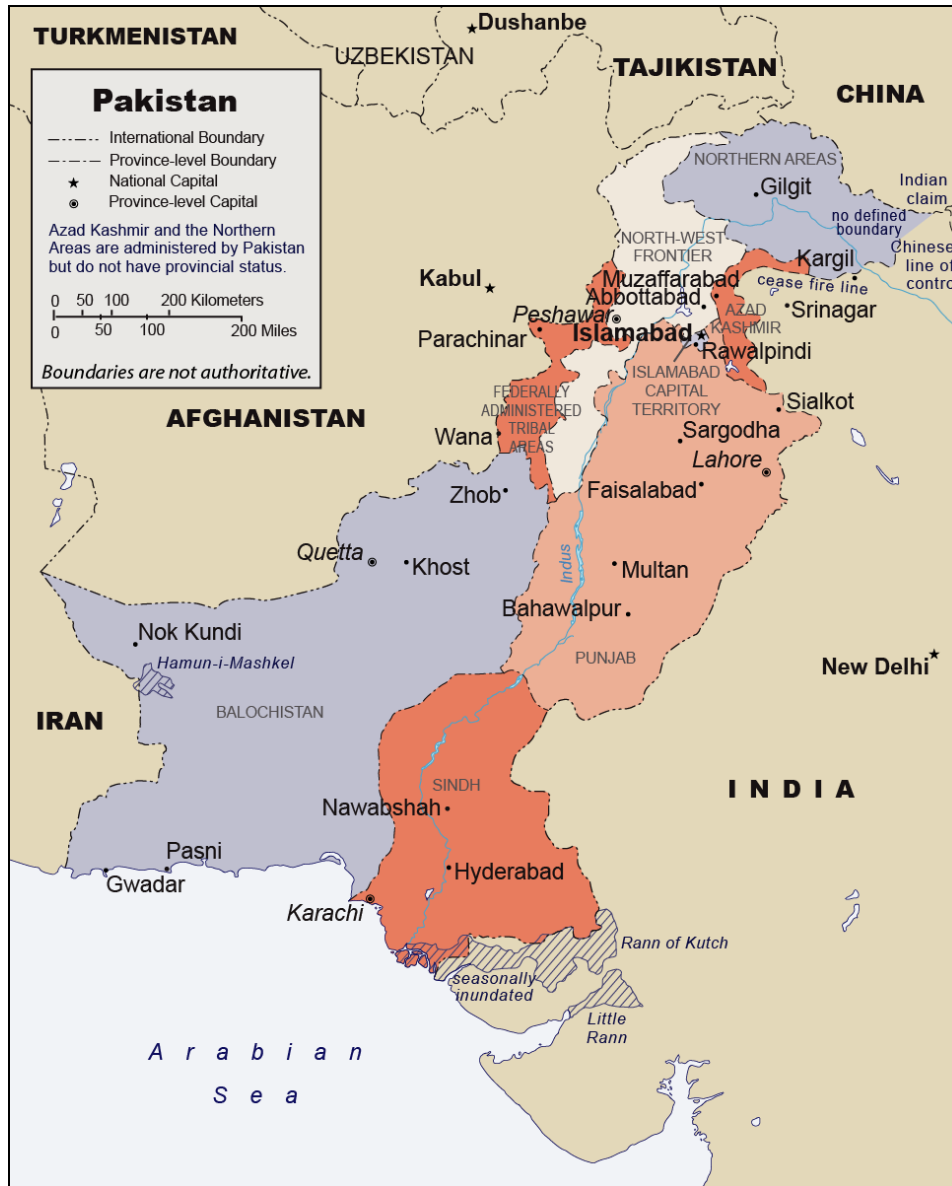 TURKMENISTAN
UZBEKISTAN
Dushanbe
TAJIKISTAN
CHINA
Pakistan
International Boundary
Province-level Boundary
National Capital
Province-level Capital
Azad Kashmir and the Northern
Areas are administered by Pakistan
but do not have provincial status.
0 50 100 200 Kilometers
0 50 100 200 Miles
Boundaries are not authoritative.
NORTHERN AREAS
Gilgit
Indian
claim
no defined
boundary
Chinese
line of
control
Kargil
cease fire line
NORTH-WEST
FRONTIER
Muzaffarabad
Abbottabad
Kabul
Peshawar
Islamabad
AZAD
KASHMIR
Srinagar
Parachinar
Rawalpindi
ISLAMABAD
CAPITAL
TERRITORY
FEDERALLY
ADMINISTERED
TRIBAL
AREAS
AFGHANISTAN
Wana
Sialkot
Sargodha
Lahore
Zhob
Faisalabad
Quetta
Khost
Indus
Multan
Bahawalpur
Nok Kundi
Hamun-i-Mashkel
PUNJAB
New Delhi
IRAN
BALOCHISTAN
SINDH
INDIA
Nawabshah
Pasni
Gwadar
Hyderabad
Karachi
Rann of Kutch
seasonally
inundated
Little
Rann
Arabian
Sea